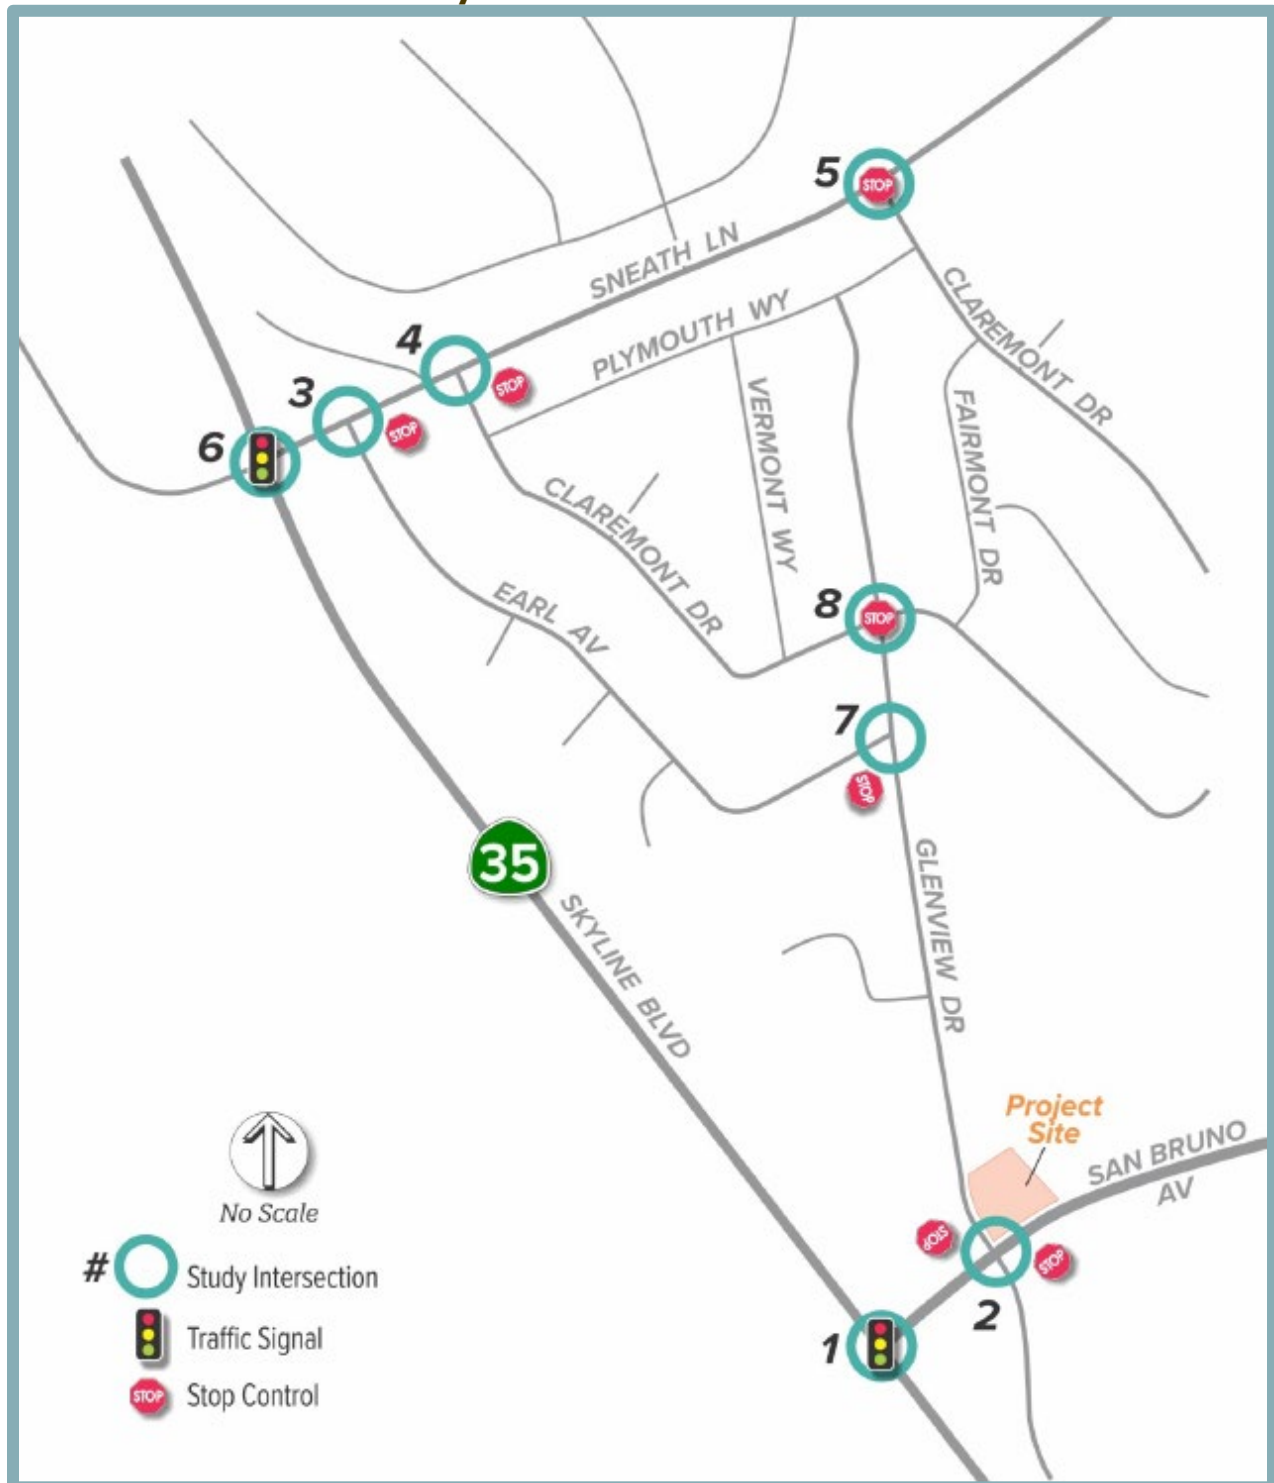 5
STOP
SNEATH LN
CLAREMONT DR
4
STOP
PLYMOUTH WY
3
STOP
6
VERMONT WY
FAIRMONT DR
CLAREMONT DR
EARL AV
8
STOP
7
STOP
35
GLENVIEW DR
SKYLINE BLVD
Project
Site
SAN BRUNO
AV
STOP
STOP
2
1
No Scale
# Study Intersection
Traffic Signal
STOP Stop Control